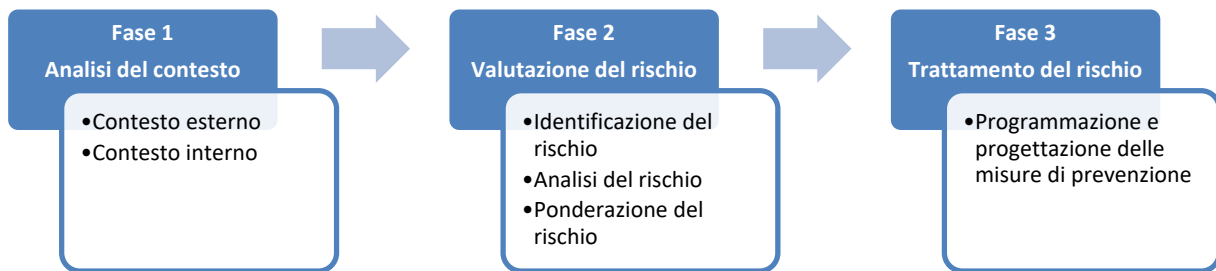 Fase 1
Analisi del contesto
•Contesto esterno
•Contesto interno
Fase 2
Valutazione del rischio
•Identificazione del
rischio
•Analisi del rischio
•Ponderazione del
rischio
Fase 3
Trattamento del rischio
•Programmazione e
progettazione delle
misure di prevenzione